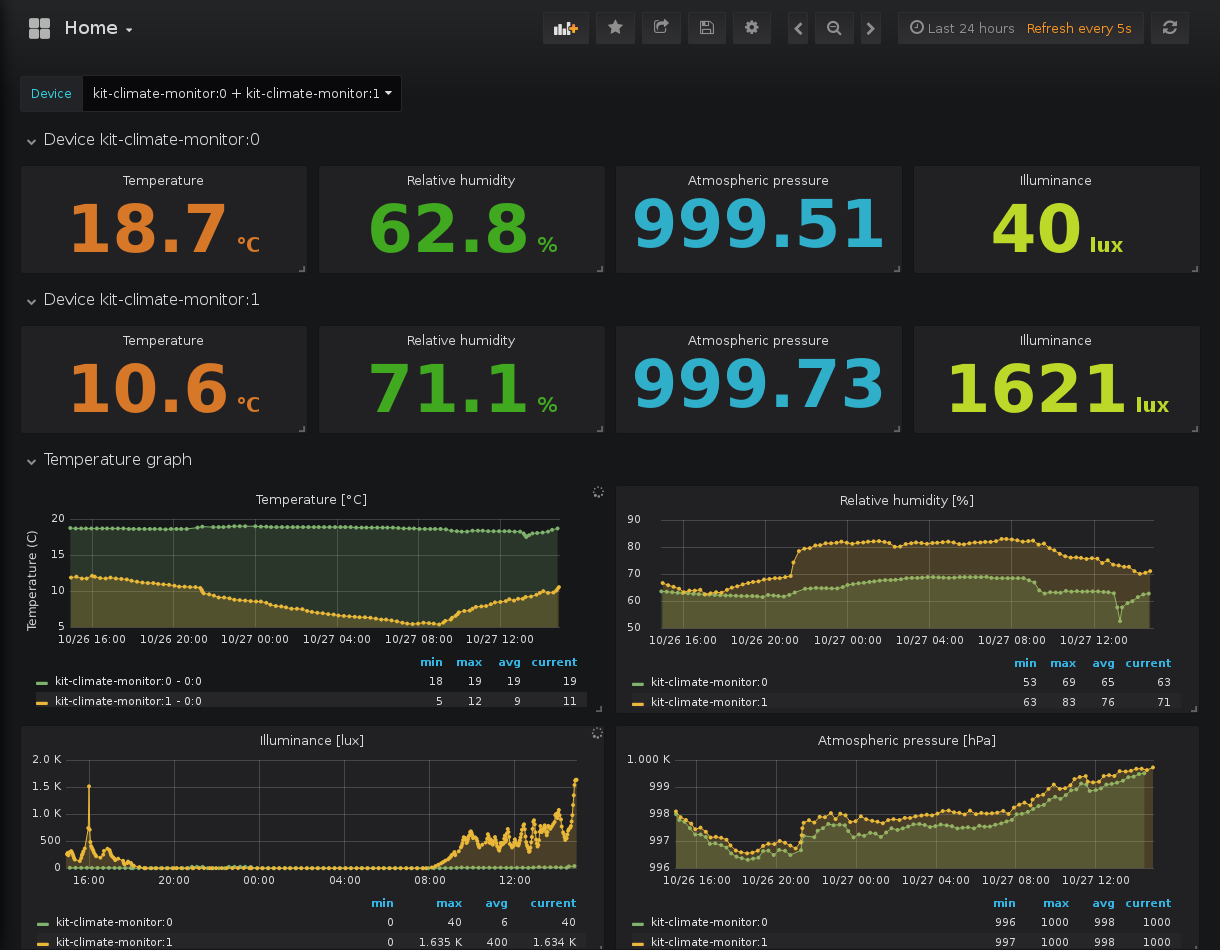 Home
Last 24 hours Refresh every 5s
Device kit-climate-monitor:0 + kit-climate-monitor:1
Device kit-climate-monitor:0
Temperature Relative humidity Atmospheric pressure Illuminance
18.7 °C 62.8 % 999.51 40 lux
Device kit-climate-monitor:1
Temperature Relative humidity Atmospheric pressure Illuminance
10.6 °C 71.1 % 999.73 1621 lux
Temperature graph
Temperature [°C]
Temperature (C)
20
15
10
5
10/26 16:00 10/26 20:00 10/27 00:00 10/27 04:00 10/27 08:00 10/27 12:00
min max avg current
kit-climate-monitor:0 - 0:0 18 19 19 19
kit-climate-monitor:1 - 0:0 5 12 9 11
Relative humidity [%]
90
80
70
60
50
10/26 16:00 10/26 20:00 10/27 00:00 10/27 04:00 10/27 08:00 10/27 12:00
min max avg current
kit-climate-monitor:0 53 69 65 63
kit-climate-monitor:1 63 83 76 71
Illuminance [lux]
2.0 K
1.5 K
1.0 K
500
0
16:00 20:00 00:00 04:00 08:00 12:00
min max avg current
kit-climate-monitor:0 0 40 6 40
kit-climate-monitor:1 0 1.635 K 400 1.634 K
Atmospheric pressure [hPa]
1.000 K
999
998
997
996
10/26 16:00 10/26 20:00 10/27 00:00 10/27 04:00 10/27 08:00 10/27 12:00
min max avg current
kit-climate-monitor:0 996 1000 998 1000
kit-climate-monitor:1 997 1000 998 1000